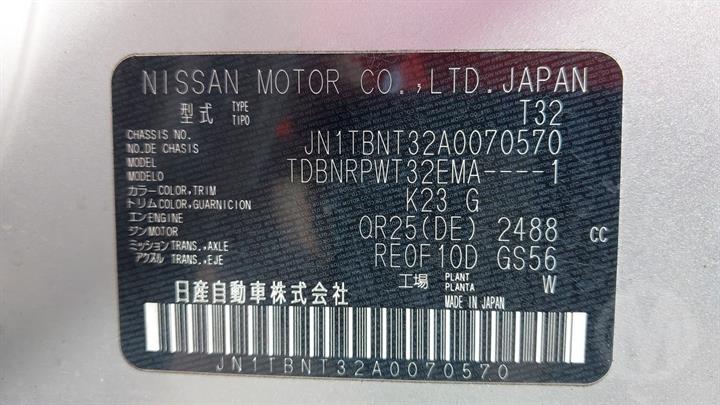 NISSAN MOTOR CO.,LTD.JAPAN
型式 TYPE TIPO T32
CHASSIS NO. NO.DE CHASIS JN1TBNT32A0070570
MODEL MODELO TDBNRPWT32EMA----1
カラー COLOR,TRIM トリム COLOR,GUARNICION K23 G
エンジン ENGINE MOTOR QR25(DE) 2488 CC
ミッション TRANS.,AXLE アクスル TRANS.,EJE RE0F10D GS56
工場 PLANT PLANTA W
日産自動車株式会社 MADE IN JAPAN
JN1TBNT32A0070570